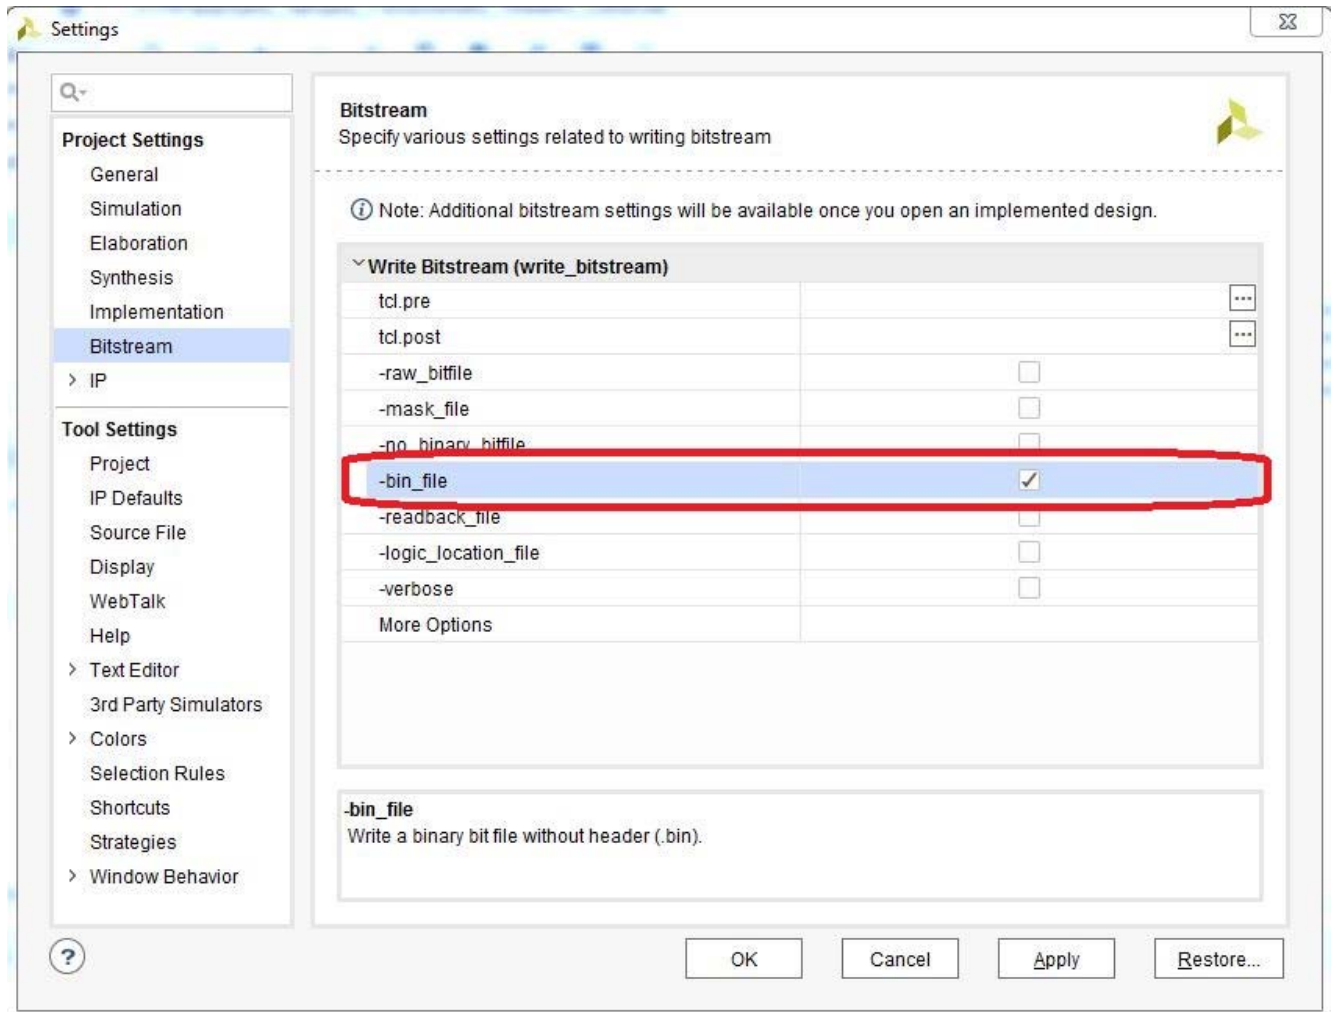 Settings
Project Settings
General
Simulation
Elaboration
Synthesis
Implementation
Bitstream
IP
Tool Settings
Project
IP Defaults
Source File
Display
WebTalk
Help
Text Editor
3rd Party Simulators
Colors
Selection Rules
Shortcuts
Strategies
Window Behavior
Bitstream
Specify various settings related to writing bitstream
Note: Additional bitstream settings will be available once you open an implemented design.
Write Bitstream (write_bitstream)
tcl.pre
...
tcl.post
...
-raw_bitfile
-mask_file
-no_binary_bitfile
-bin_file
-readback_file
-logic_location_file
-verbose
More Options
-bin_file
Write a binary bit file without header (.bin).
?
OK
Cancel
Apply
Restore...